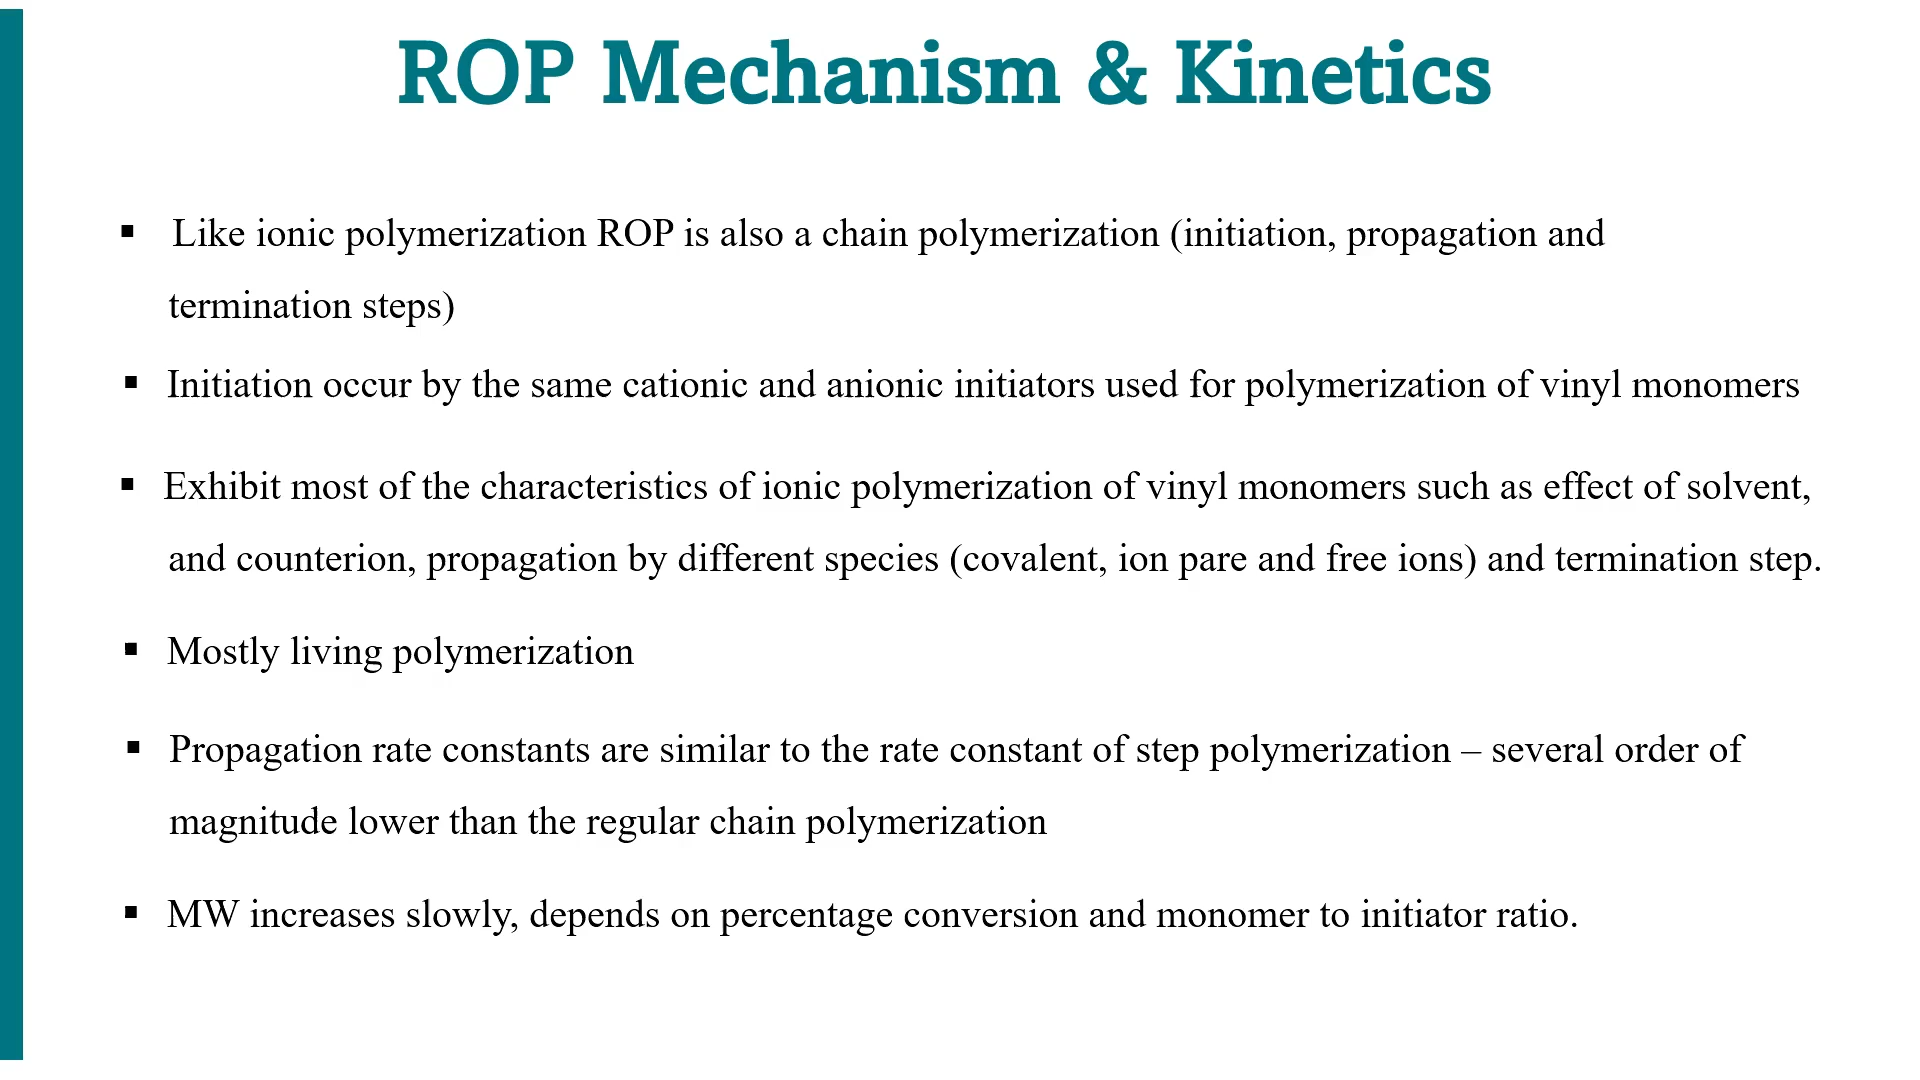 ROP Mechanism & Kinetics
▪ Like ionic polymerization ROP is also a chain polymerization (initiation, propagation and
termination steps)
▪ Initiation occur by the same cationic and anionic initiators used for polymerization of vinyl monomers
▪ Exhibit most of the characteristics of ionic polymerization of vinyl monomers such as effect of solvent,
and counterion, propagation by different species (covalent, ion pare and free ions) and termination step.
▪ Mostly living polymerization
▪ Propagation rate constants are similar to the rate constant of step polymerization – several order of
magnitude lower than the regular chain polymerization
▪ MW increases slowly, depends on percentage conversion and monomer to initiator ratio.